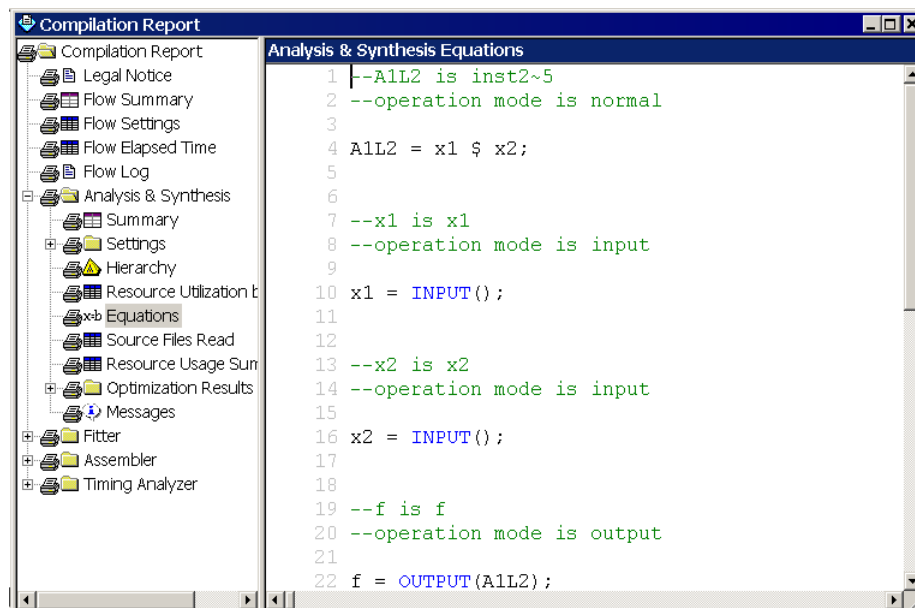 Compilation Report
Compilation Report
Legal Notice
Flow Summary
Flow Settings
Flow Elapsed Time
Flow Log
Analysis & Synthesis
Summary
Settings
Hierarchy
Resource Utilization b
Equations
Source Files Read
Resource Usage Sum
Optimization Results
Messages
Fitter
Assembler
Timing Analyzer
Analysis & Synthesis Equations
1 --A1L2 is inst2~5
2 --operation mode is normal
3
4 A1L2 = x1 $ x2;
5
6
7 --x1 is x1
8 --operation mode is input
9
10 x1 = INPUT();
11
12
13 --x2 is x2
14 --operation mode is input
15
16 x2 = INPUT();
17
18
19 --f is f
20 --operation mode is output
21
22 f = OUTPUT(A1L2);